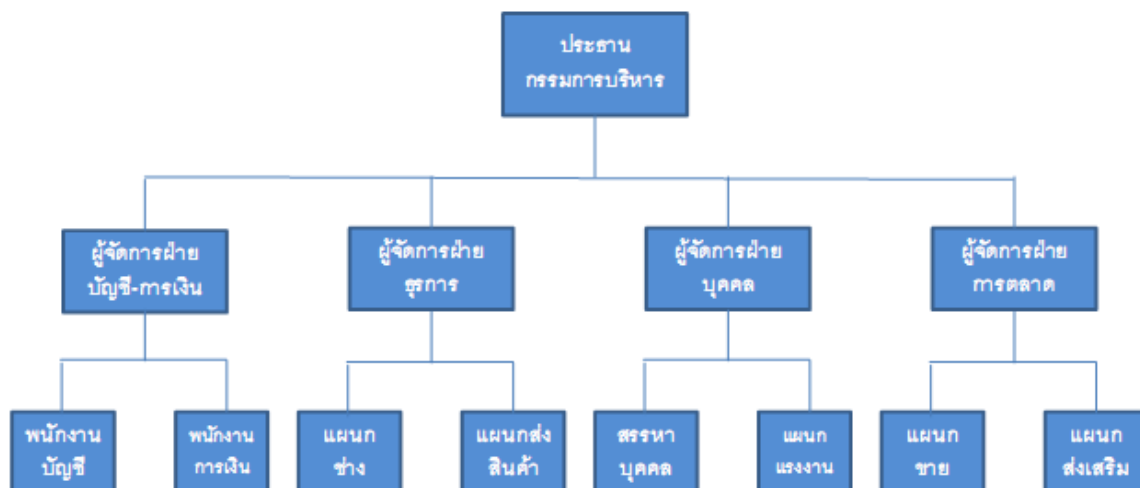 ประธาน
กรรมการบริหาร
ผู้จัดการฝ่าย
บัญชี-การเงิน
ผู้จัดการฝ่าย
ธุรการ
ผู้จัดการฝ่าย
บุคคล
ผู้จัดการฝ่าย
การตลาด
พนักงาน
บัญชี
พนักงาน
การเงิน
แผนก
ช่าง
แผนกส่ง
สินค้า
สรรหา
บุคคล
แผนก
แรงงาน
แผนก
ขาย
แผนก
ส่งเสริม